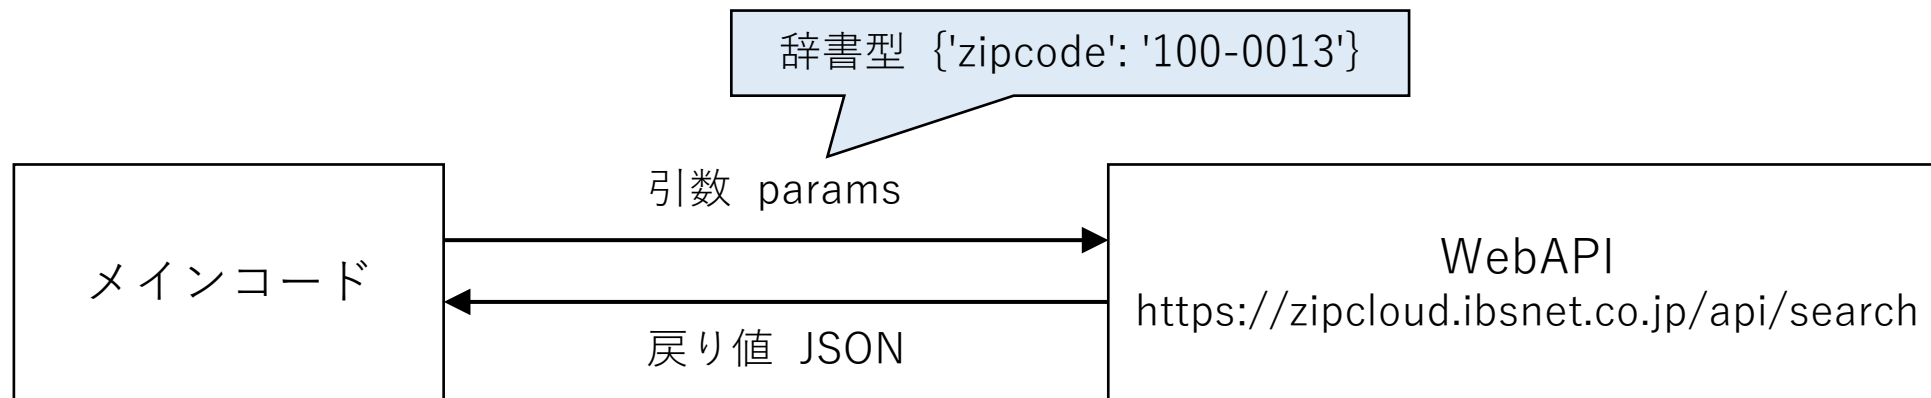 辞書型 {'zipcode': '100-0013'}
引数 params
メインコード
WebAPI
https://zipcloud.ibsnet.co.jp/api/search
戻り値 JSON